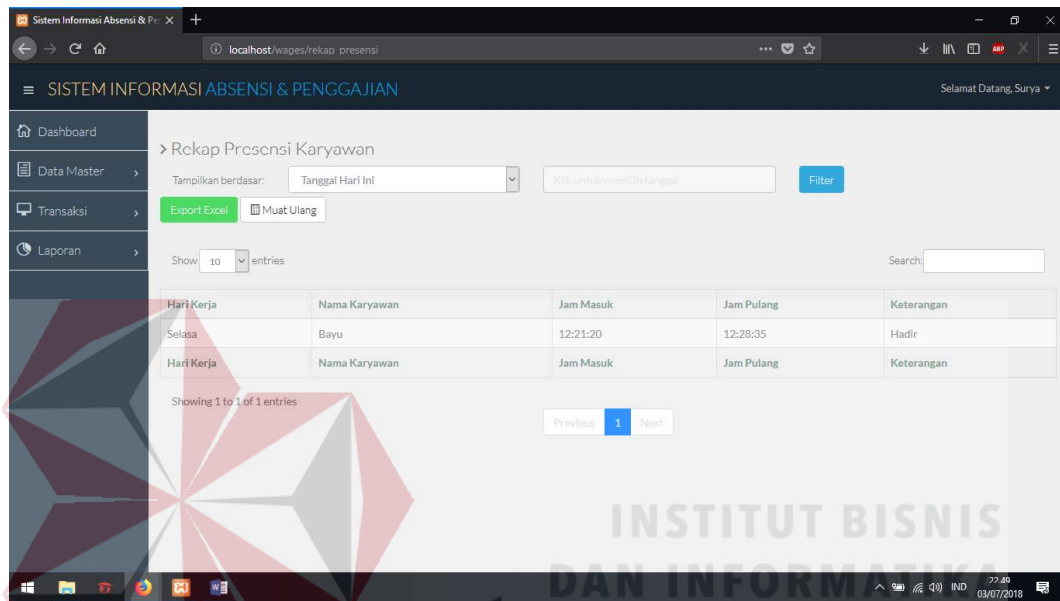 Sistem Informasi Absensi & Pe
localhost/wages/rekap_presensi
ABP
SISTEM INFORMASI ABSENSI & PENGGAJIAN
Selamat Datang, Surya
Dashboard
Data Master
Transaksi
Laporan
Rekap Presensi Karyawan
Tampilkan berdasar: Tanggal Hari Ini Klik untuk memilih tanggal Filter
Export Excel Muat Ulang
Show 10 entries Search:
Hari Kerja Nama Karyawan Jam Masuk Jam Pulang Keterangan
Selasa Bayu 12:21:20 12:28:35 Hadir
Hari Kerja Nama Karyawan Jam Masuk Jam Pulang Keterangan
Showing 1 to 1 of 1 entries
Previous 1 Next
INSTITUT BISNIS
DAN INFORMATIKA
IND
22.49
03/07/2018